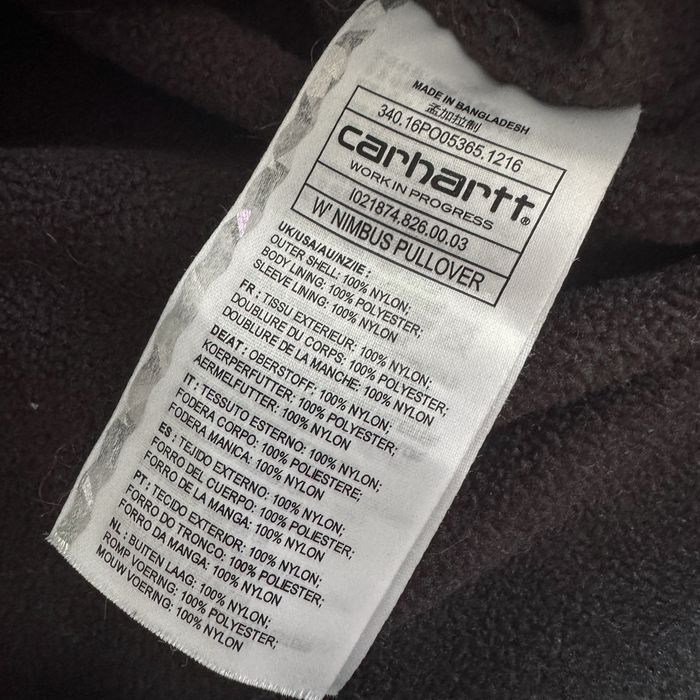 MADE IN BANGLADESH
孟加拉制
340.16PO05365.1216
carhartt®
WORK IN PROGRESS
I021874.826.00.03
W' NIMBUS PULLOVER
UK/USA/AU/NZ/IE :
OUTER SHELL: 100% NYLON;
BODY LINING: 100% POLYESTER;
SLEEVE LINING: 100% NYLON
FR : TISSU EXTERIEUR: 100% NYLON;
DOUBLURE DU CORPS: 100% POLYESTER;
DOUBLURE DE LA MANCHE: 100% NYLON
DE/AT : OBERSTOFF: 100% NYLON;
KOERPERFUTTER: 100% POLYESTER;
AERMELFUTTER: 100% NYLON
IT : TESSUTO ESTERNO: 100% NYLON;
FODERA CORPO: 100% POLIESTERE;
FODERA MANICA: 100% NYLON
ES : TEJIDO EXTERNO: 100% NYLON;
FORRO DEL CUERPO: 100% POLYESTER;
FORRO DE LA MANGA: 100% NYLON
PT : TECIDO EXTERIOR: 100% NYLON;
FORRO DO TRONCO: 100% POLYESTER;
FORRO DA MANGA: 100% NYLON
NL : BUITEN LAAG: 100% NYLON;
ROMP VOERING: 100% POLYESTER;
MOUW VOERING: 100% NYLON